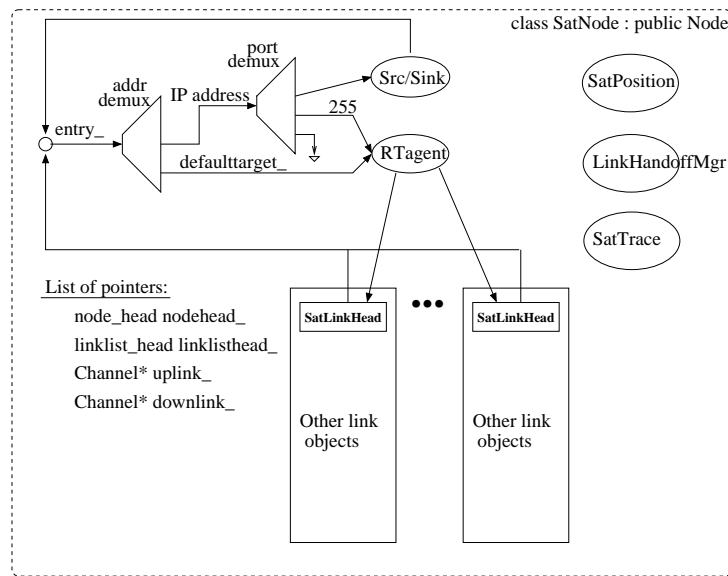 class SatNode : public Node
port
demux
addr
demux
IP address
Src/Sink
SatPosition
255
entry_
defaulttarget_
RTagent
LinkHandoffMgr
SatTrace
List of pointers:
node_head nodehead_
linklist_head linklisthead_
Channel* uplink_
Channel* downlink_
SatLinkHead
SatLinkHead
Other link
objects
Other link
objects